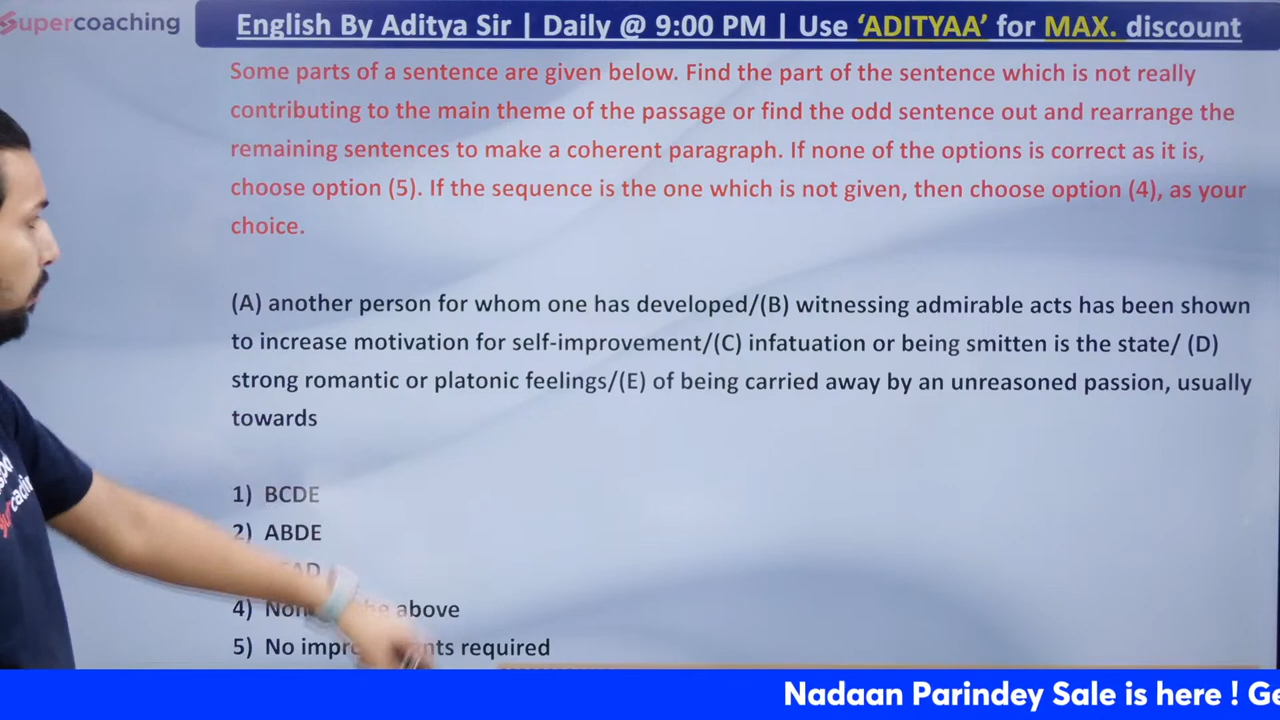 Supercoaching
English By Aditya Sir | Daily @ 9:00 PM | Use ‘ADITYAA’ for MAX. discount
Some parts of a sentence are given below. Find the part of the sentence which is not really
contributing to the main theme of the passage or find the odd sentence out and rearrange the
remaining sentences to make a coherent paragraph. If none of the options is correct as it is,
choose option (5). If the sequence is the one which is not given, then choose option (4), as your
choice.
(A) another person for whom one has developed/(B) witnessing admirable acts has been shown
to increase motivation for self-improvement/(C) infatuation or being smitten is the state/ (D)
strong romantic or platonic feelings/(E) of being carried away by an unreasoned passion, usually
towards
1) BCDE
2) ABDE
4) above
5) No required
Nadaan Parindey Sale is here ! Ge